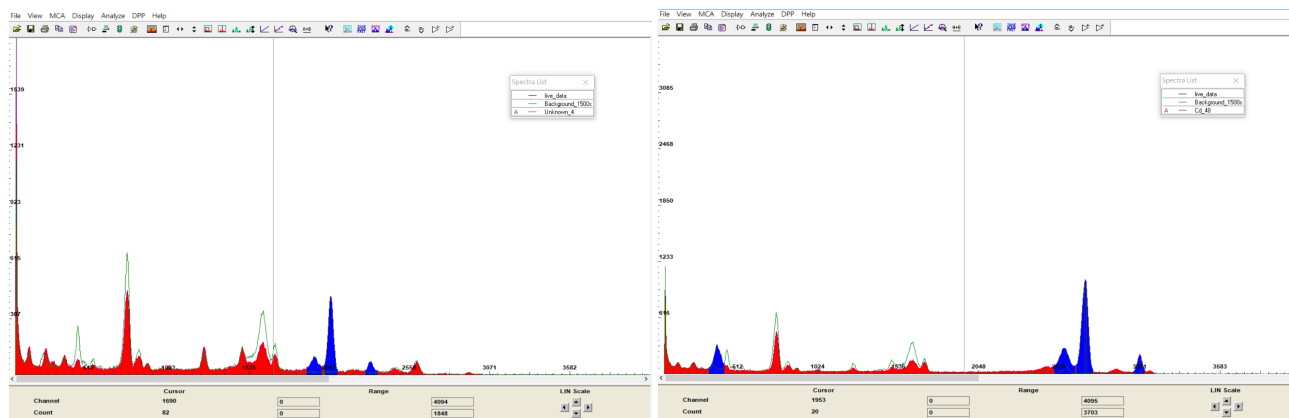 File View MCA Display Analyze DPP Help
1539
1231
923
615
307
Spectra List
live_data
Background_1500s
A Unknown_4
3071
3582
Cursor Range LIN Scale
Channel 1690 0 4094
Count 82 0 1848
File View MCA Display Analyze DPP Help
3085
2468
1850
1233
616
Spectra List
live_data
Background_1500s
A Cd_48
512 1024 2048 3583
Cursor Range LIN Scale
Channel 1953 0 4095
Count 20 0 3703